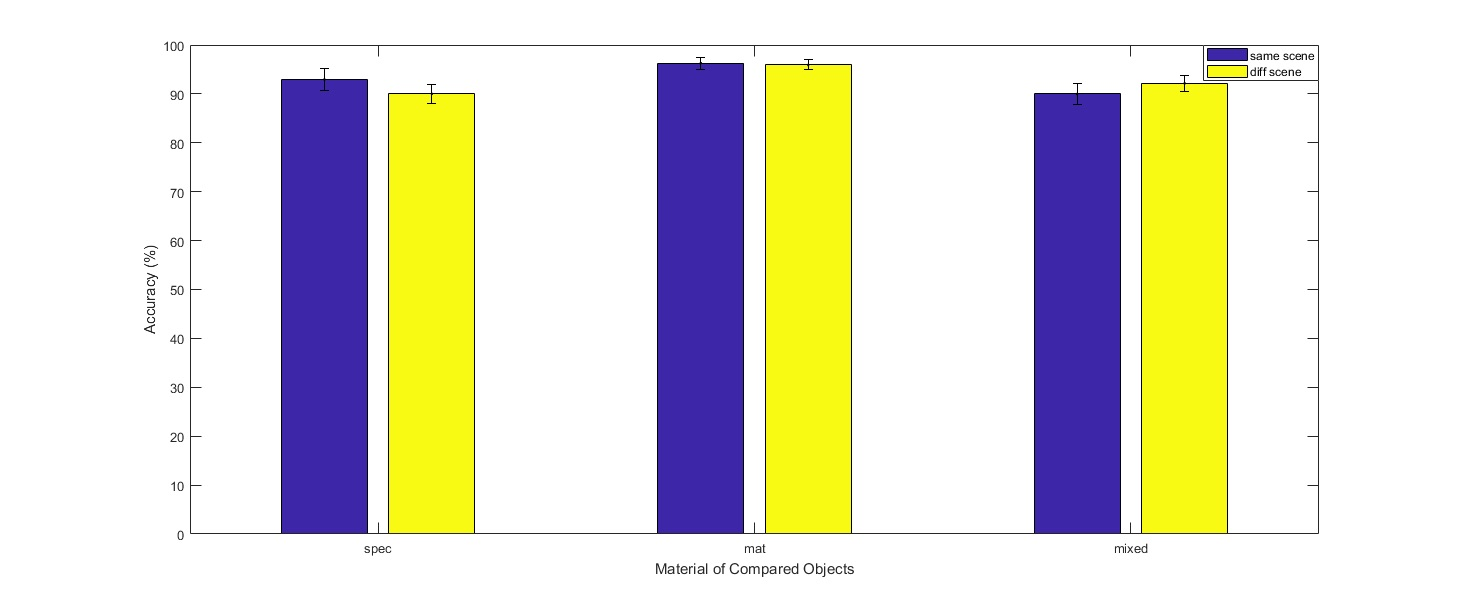 100
90
80
70
60
50
40
30
20
10
0
Accuracy (%)
same scene
diff scene
spec
mat
mixed
Material of Compared Objects